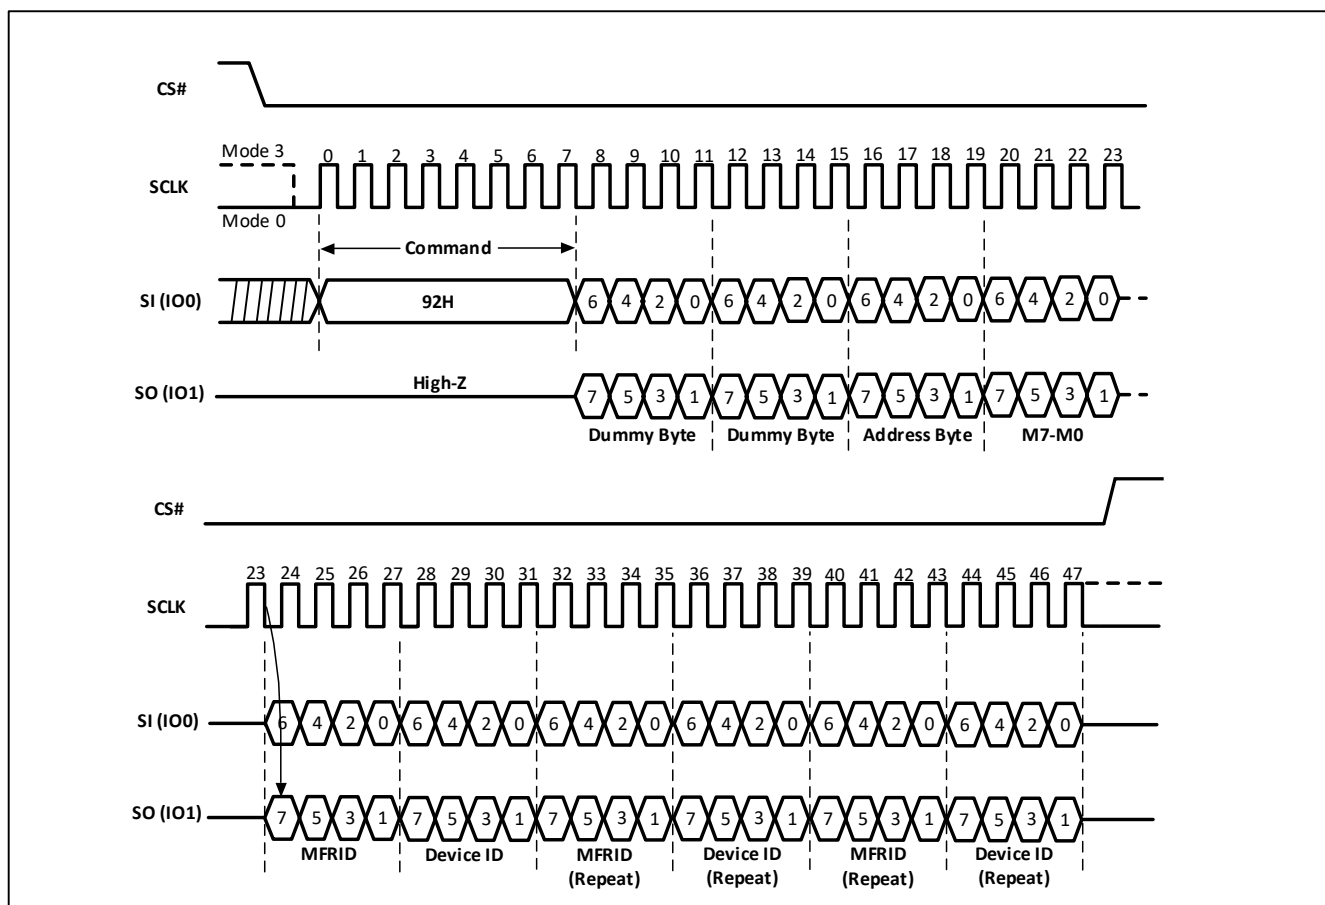 CS#
Mode 3
0 1 2 3 4 5 6 7 8 9 10 11 12 13 14 15 16 17 18 19 20 21 22 23
SCLK
Mode 0
Command
SI (IO0)
92H
6 4 2 0 6 4 2 0 6 4 2 0 6 4 2 0
High-Z
SO (IO1)
7 5 3 1 7 5 3 1 7 5 3 1 7 5 3 1
Dummy Byte Dummy Byte Address Byte M7-M0
CS#
23 24 25 26 27 28 29 30 31 32 33 34 35 36 37 38 39 40 41 42 43 44 45 46 47
SCLK
SI (IO0)
6 4 2 0 6 4 2 0 6 4 2 0 6 4 2 0 6 4 2 0 6 4 2 0
SO (IO1)
7 5 3 1 7 5 3 1 7 5 3 1 7 5 3 1 7 5 3 1 7 5 3 1
MFRID Device ID MFRID Device ID MFRID Device ID
(Repeat) (Repeat) (Repeat) (Repeat)